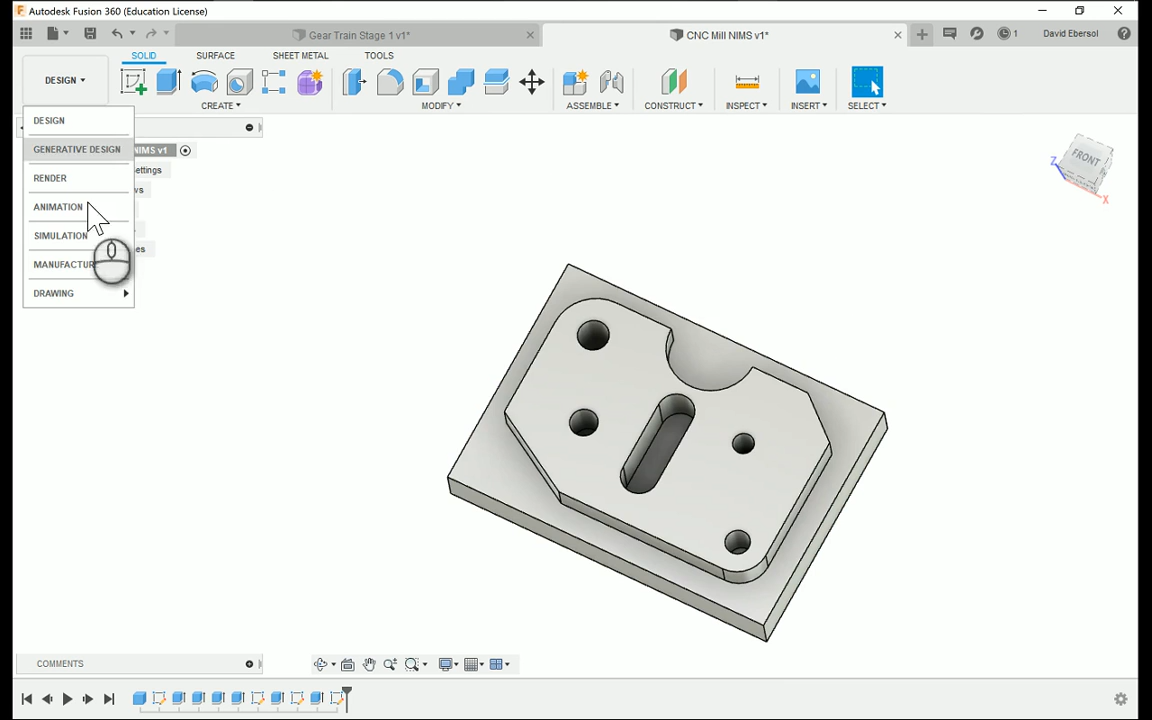 Autodesk Fusion 360 (Education License)
Gear Train Stage 1 v1*
CNC Mill NIMS v1*
1
David Ebersol
SOLID
SURFACE
SHEET METAL
TOOLS
DESIGN
CREATE
MODIFY
ASSEMBLE
CONSTRUCT
INSPECT
INSERT
SELECT
DESIGN
GENERATIVE DESIGN
NIMS v1
RENDER
ANIMATION
SIMULATION
MANUFACTUR
DRAWING
FRONT
Z
X
COMMENTS